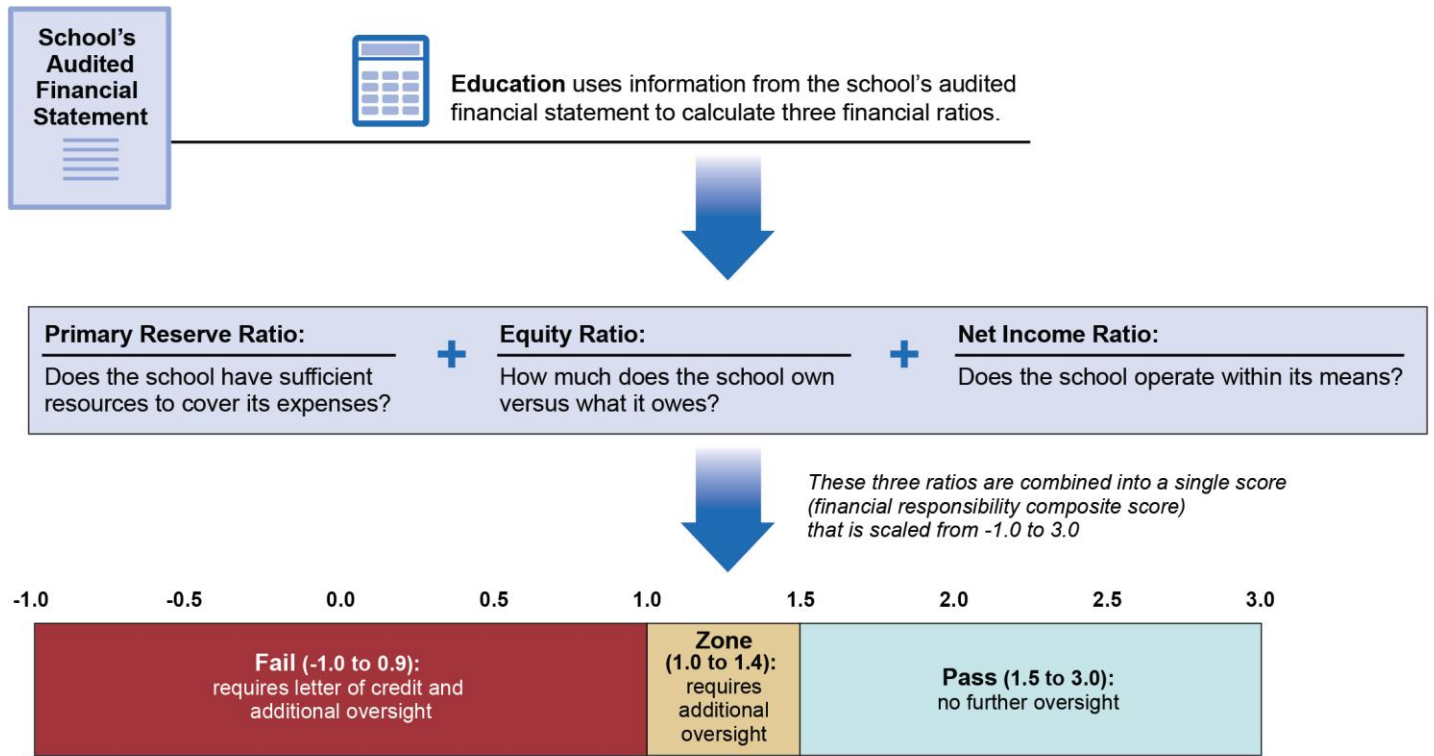 School's
Audited
Financial
Statement
Education uses information from the school's audited
financial statement to calculate three financial ratios.
Primary Reserve Ratio:
Does the school have sufficient
resources to cover its expenses?
+
Equity Ratio:
How much does the school own
versus what it owes?
+
Net Income Ratio:
Does the school operate within its means?
These three ratios are combined into a single score
(financial responsibility composite score)
that is scaled from -1.0 to 3.0
-1.0 -0.5 0.0 0.5 1.0 1.5 2.0 2.5 3.0
Fail (-1.0 to 0.9):
requires letter of credit and
additional oversight
Zone
(1.0 to 1.4):
requires
additional
oversight
Pass (1.5 to 3.0):
no further oversight